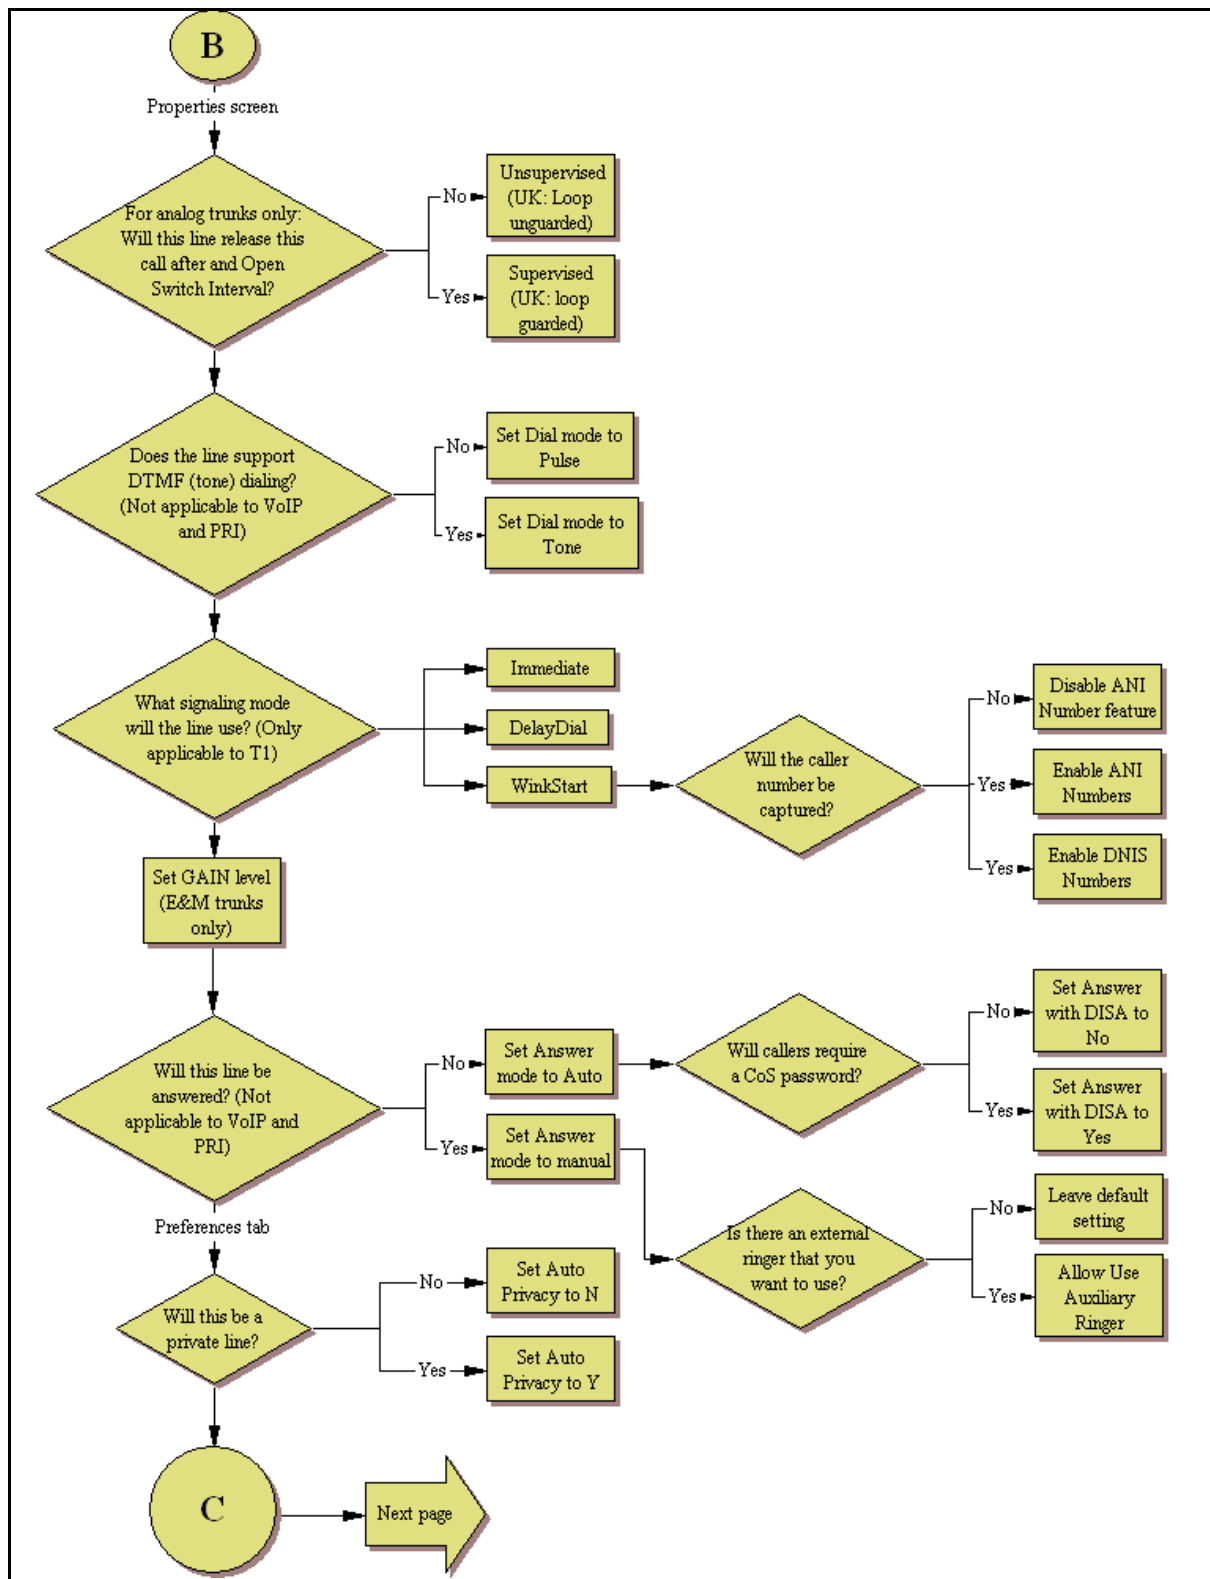 B
Properties screen
For analog trunks only:
Will this line release this
call after and Open
Switch Interval?
No
Unsupervised
(UK: Loop
unguarded)
Yes
Supervised
(UK: loop
guarded)
Does the line support
DTMF (tone) dialing?
(Not applicable to VoIP
and PRI)
No
Set Dial mode to
Pulse
Yes
Set Dial mode to
Tone
What signaling mode
will the line use? (Only
applicable to T1)
Immediate
DelayDial
WinkStart
Will the caller
number be
captured?
No
Disable ANI
Number feature
Yes
Enable ANI
Numbers
Yes
Enable DNIS
Numbers
Set GAIN level
(E&M trunks
only)
Will this line be
answered? (Not
applicable to VoIP and
PRI)
No
Set Answer
mode to Auto
Will callers require
a CoS password?
No
Set Answer
with DISA to
No
Yes
Set Answer
with DISA to
Yes
Yes
Set Answer
mode to manual
Is there an external
ringer that you
want to use?
No
Leave default
setting
Yes
Allow Use
Auxiliary
Ringer
Preferences tab
Will this be a
private line?
No
Set Auto
Privacy to N
Yes
Set Auto
Privacy to Y
C
Next page